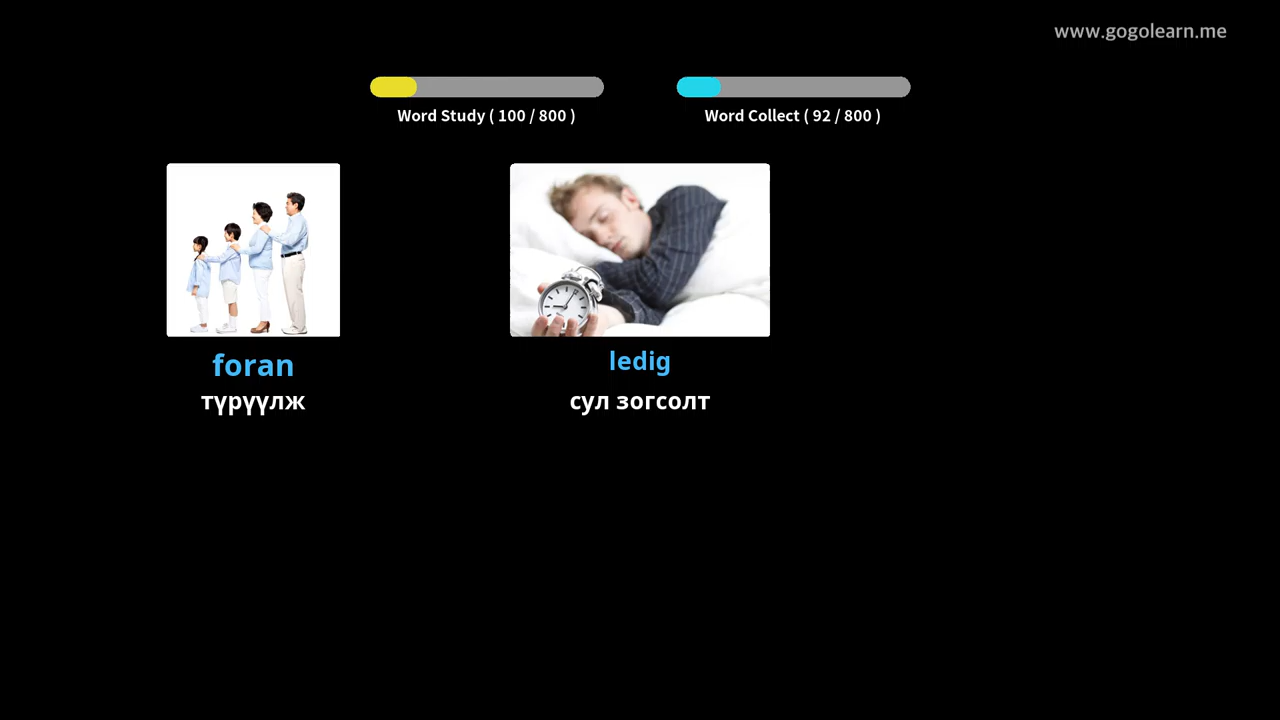 www.gogolearn.me
Word Study ( 100 / 800 )
Word Collect ( 92 / 800 )
foran
түрүүлж
ledig
сул зогсолт